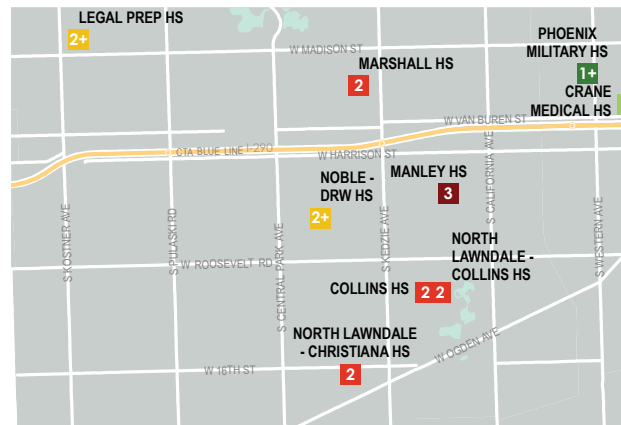 LEGAL PREP HS
2+
W MADISON ST
PHOENIX
MILITARY HS
1+
MARSHALL HS
2
CRANE
MEDICAL HS
W VAN BUREN ST
CTA BLUE LINE I-290
W HARRISON ST
S CALIFORNIA AVE
NOBLE -
DRW HS
2+
MANLEY HS
3
S KOSTNER AVE
S PULASKI RD
S CENTRAL PARK AVE
S KEDZIE AVE
S WESTERN AVE
W ROOSEVELT RD
NORTH
LAWNDALE -
COLLINS HS
COLLINS HS
2 2
NORTH LAWNDALE
- CHRISTIANA HS
2
W OGDEN AVE
W 16TH ST